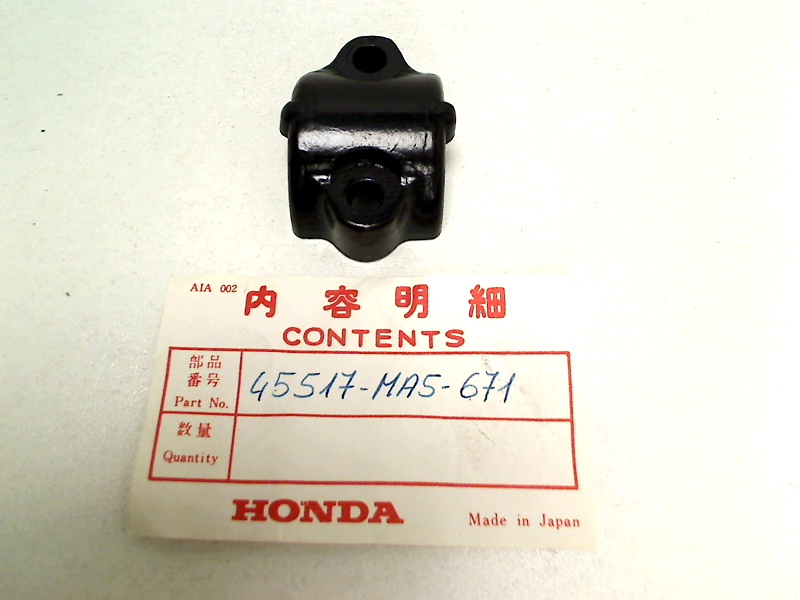 AIA 002
内容明細
CONTENTS
部品
番号
Part No.
45517-MA5-671
数量
Quantity
HONDA
Made in Japan